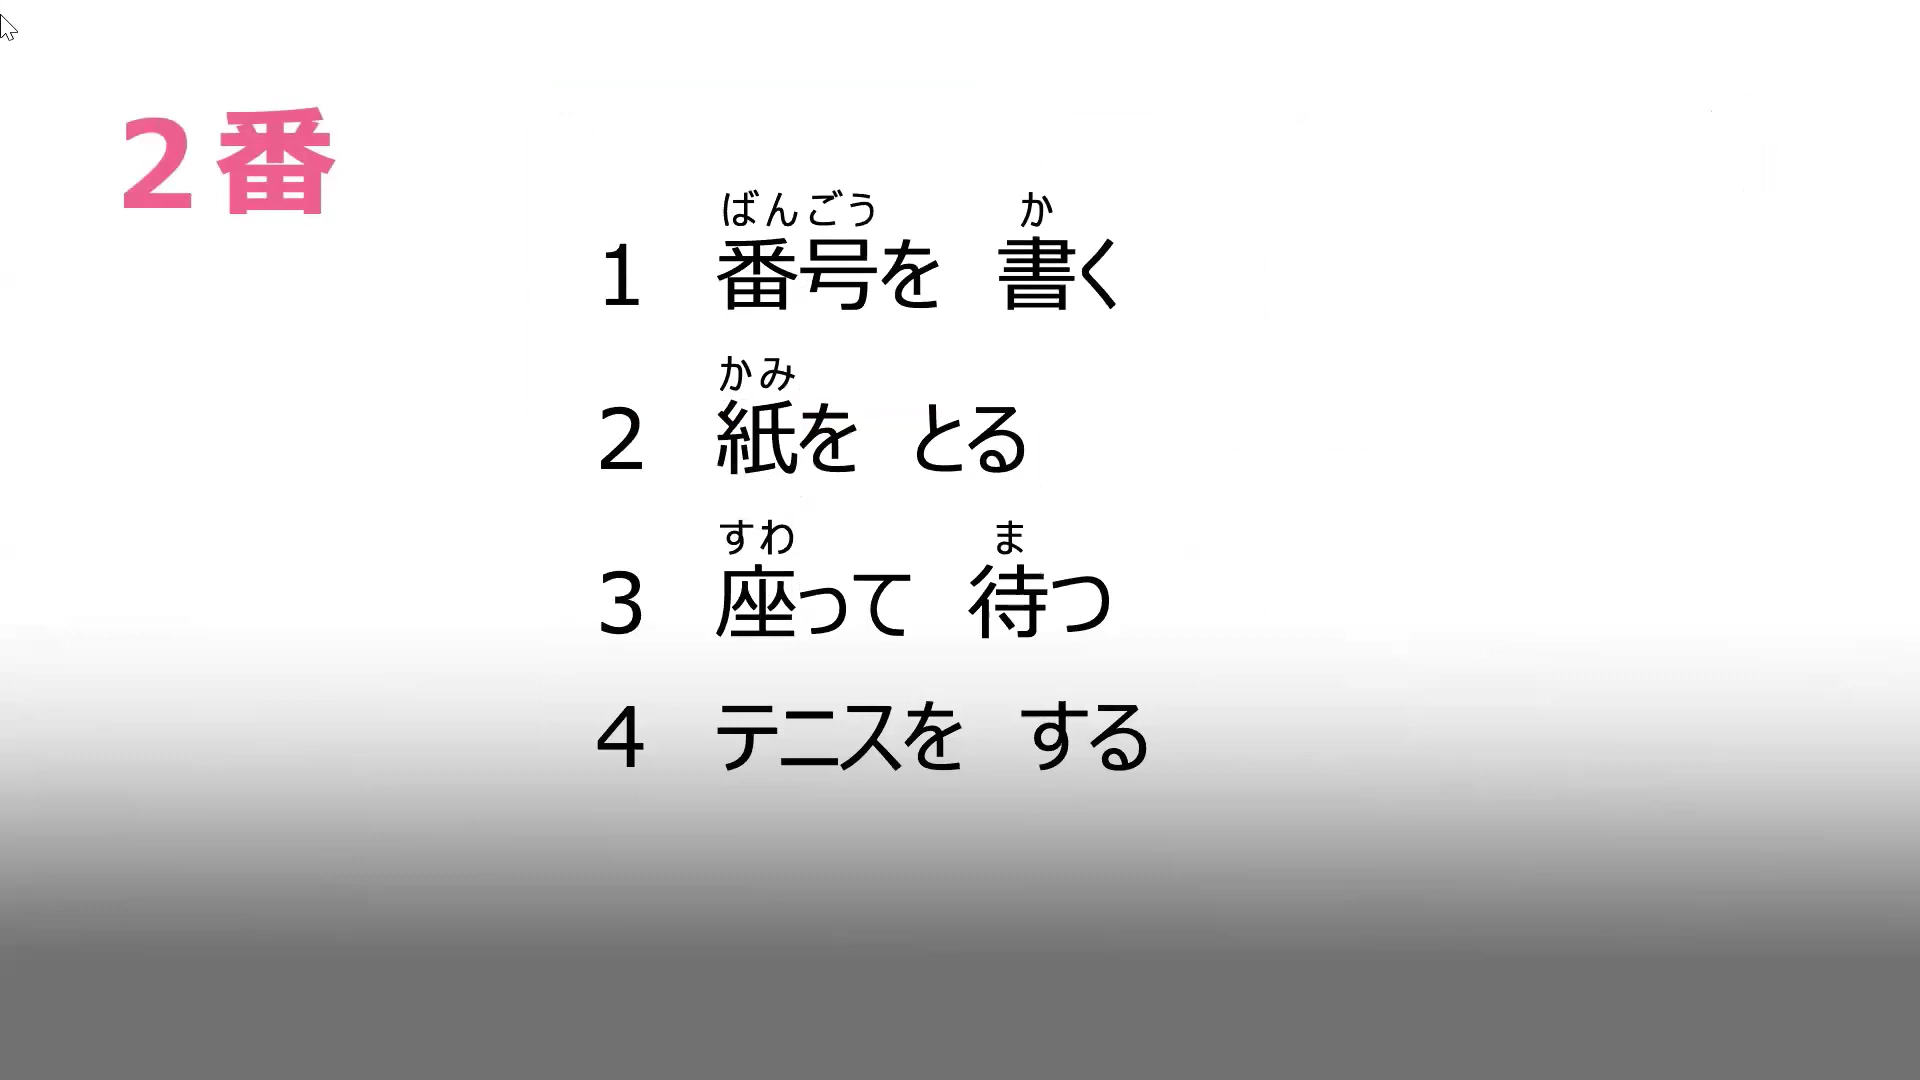 2番
ばんごう か
1 番号を 書く
かみ
2 紙を とる
すわ ま
3 座って 待つ
4 テニスを する